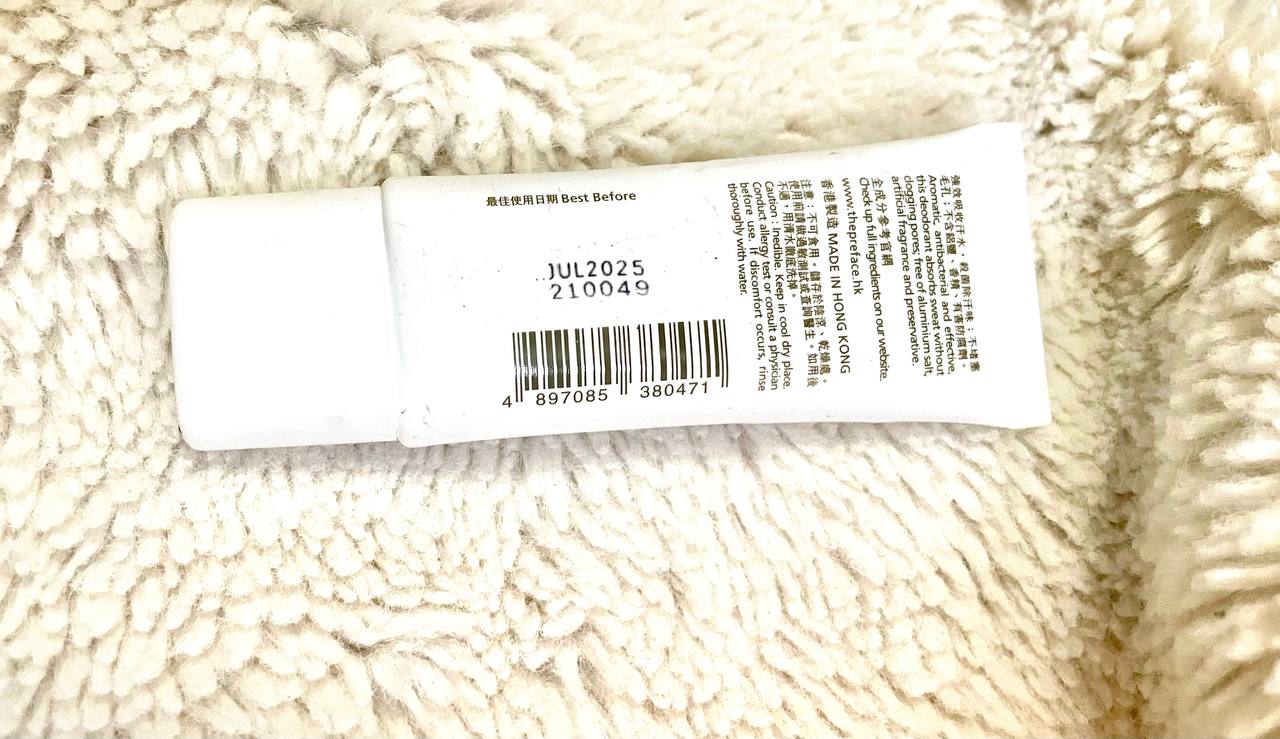 最佳使用日期 Best Before
JUL2025
210049
4 897085 380471
強效吸收汗水，殺菌除汗味；不堵塞
毛孔；不含鋁鹽、香精、有害防腐劑。
Aromatic, antibacterial and effective,
this deodorant absorbs sweat without
clogging pores; free of aluminium salt,
artificial fragrance and preservative.
全成分參考官網
Check up full ingredients on our website.
www.thepreface.hk
香港製造 MADE IN HONG KONG
注意：不可食用。儲存於陰涼、乾燥處。
使用前請做過敏測試或查詢醫生。如用後
不適，用清水徹底洗掉。
Caution : Inedible. Keep in cool dry place.
Conduct allergy test or consult a physician
before use. If discomfort occurs, rinse
thoroughly with water.